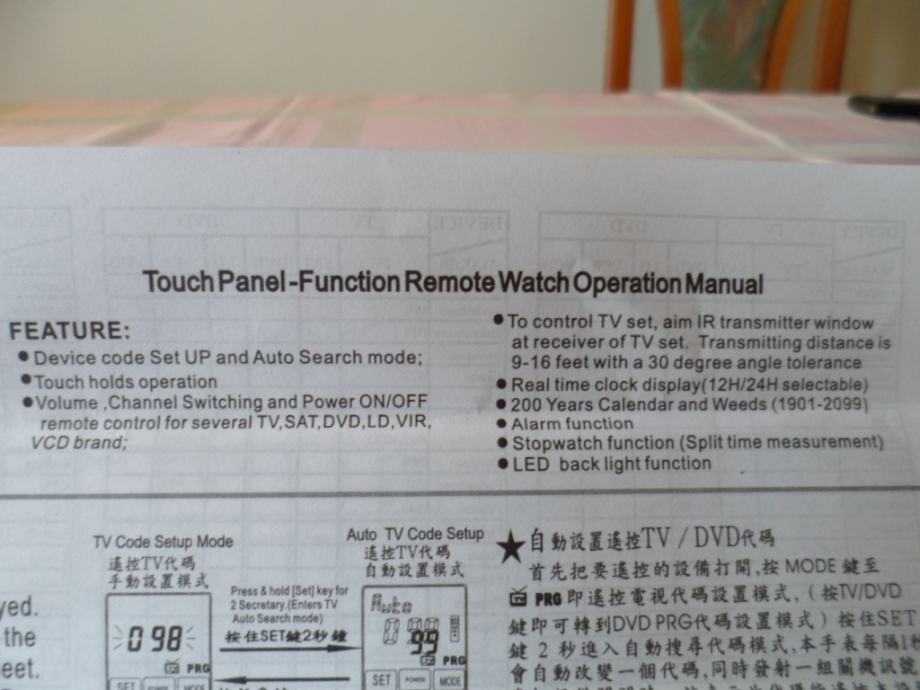 Touch Panel-Function Remote Watch Operation Manual
FEATURE:
●Device code Set UP and Auto Search mode;
●Touch holds operation
●Volume ,Channel Switching and Power ON/OFF
remote control for several TV,SAT,DVD,LD,VIR,
VCD brand;
●To control TV set, aim IR transmitter window
at receiver of TV set. Transmitting distance is
9-16 feet with a 30 degree angle tolerance
●Real time clock display(12H/24H selectable)
●200 Years Calendar and Weeds (1901-2099)
●Alarm function
●Stopwatch function (Split time measurement)
●LED back light function
yed.
the
eet.
TV Code Setup Mode
遙控TV代碼
手動設置模式
098
PRG
SET POWER MODE
Press & hold [Set] key for
2 Secretary.(Enters TV
Auto Search mode)
按住SET鍵2秒鐘
Auto TV Code Setup
遙控TV代碼
自動設置模式
Auto
99
PRG
SET POWER MODE
★自動設置遙控TV / DVD代碼
首先把要遙控的設備打開,按 MODE 鍵至
PRG 即遙控電視代碼設置模式,(按TV/DVD
鍵即可轉到DVD PRG代碼設置模式)按住SET
鍵 2 秒進入自動搜尋代碼模式,本手表每隔1
會自動改變一個代碼,同時發射一組關機訊號